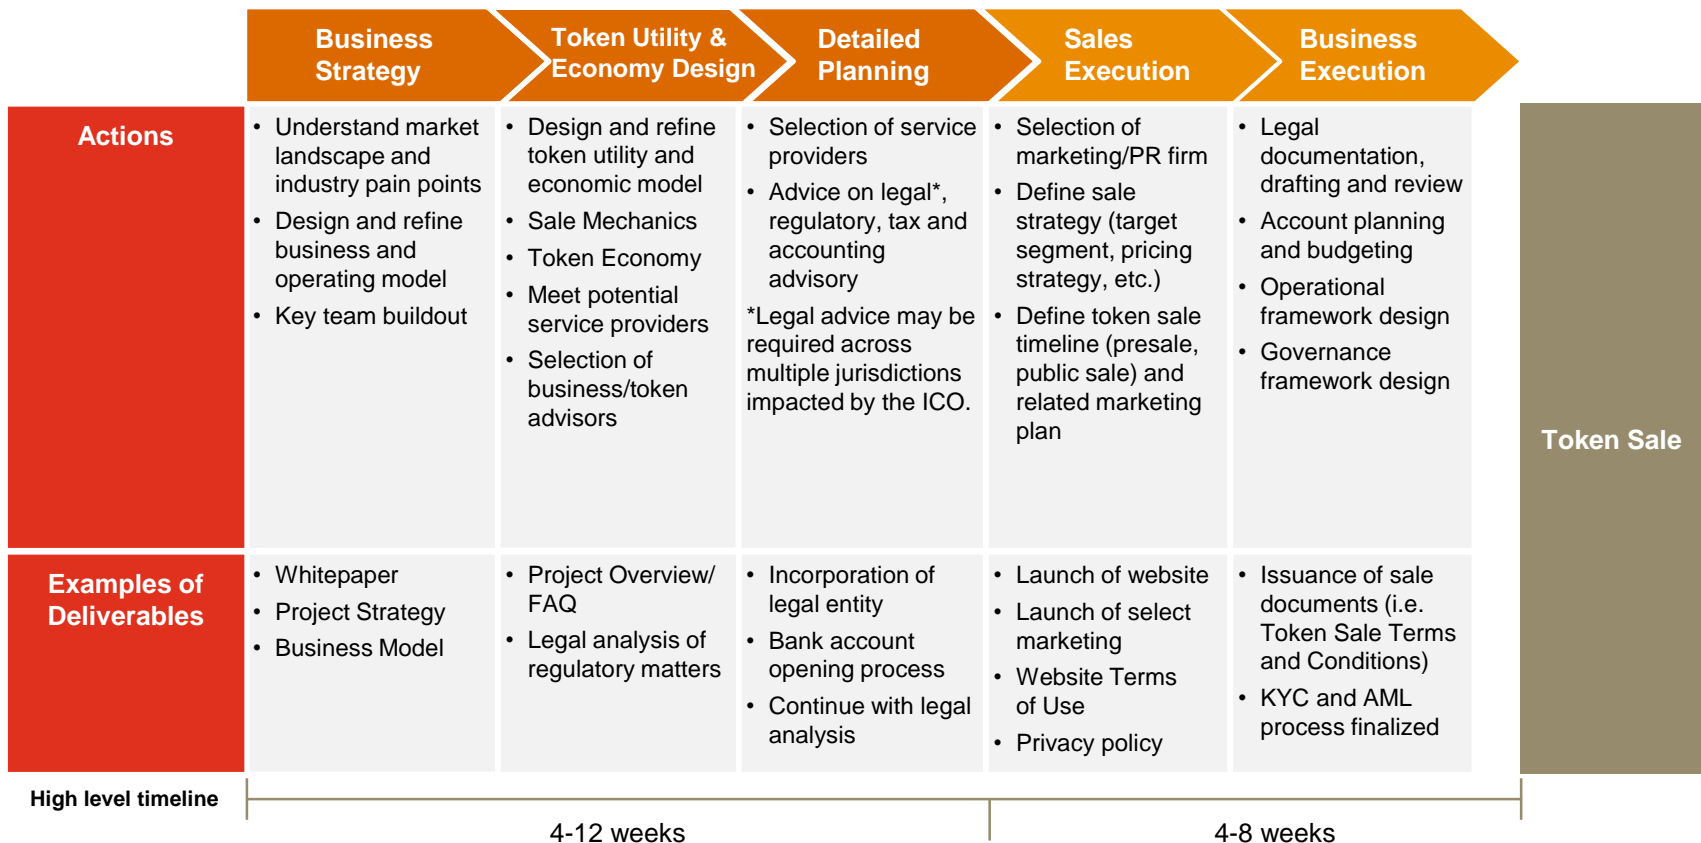 Business
Strategy
Token Utility &
Economy Design
Detailed
Planning
Sales
Execution
Business
Execution
Actions
• Understand market
landscape and
industry pain points
• Design and refine
business and
operating model
• Key team buildout
• Design and refine
token utility and
economic model
• Sale Mechanics
• Token Economy
• Meet potential
service providers
• Selection of
business/token
advisors
• Selection of service
providers
• Advice on legal*,
regulatory, tax and
accounting
advisory
*Legal advice may be
required across
multiple jurisdictions
impacted by the ICO.
• Selection of
marketing/PR firm
• Define sale
strategy (target
segment, pricing
strategy, etc.)
• Define token sale
timeline (presale,
public sale) and
related marketing
plan
• Legal
documentation,
drafting and review
• Account planning
and budgeting
• Operational
framework design
• Governance
framework design
Token Sale
Examples of
Deliverables
• Whitepaper
• Project Strategy
• Business Model
• Project Overview/
FAQ
• Legal analysis of
regulatory matters
• Incorporation of
legal entity
• Bank account
opening process
• Continue with legal
analysis
• Launch of website
• Launch of select
marketing
• Website Terms
of Use
• Privacy policy
• Issuance of sale
documents (i.e.
Token Sale Terms
and Conditions)
• KYC and AML
process finalized
High level timeline
4-12 weeks
4-8 weeks